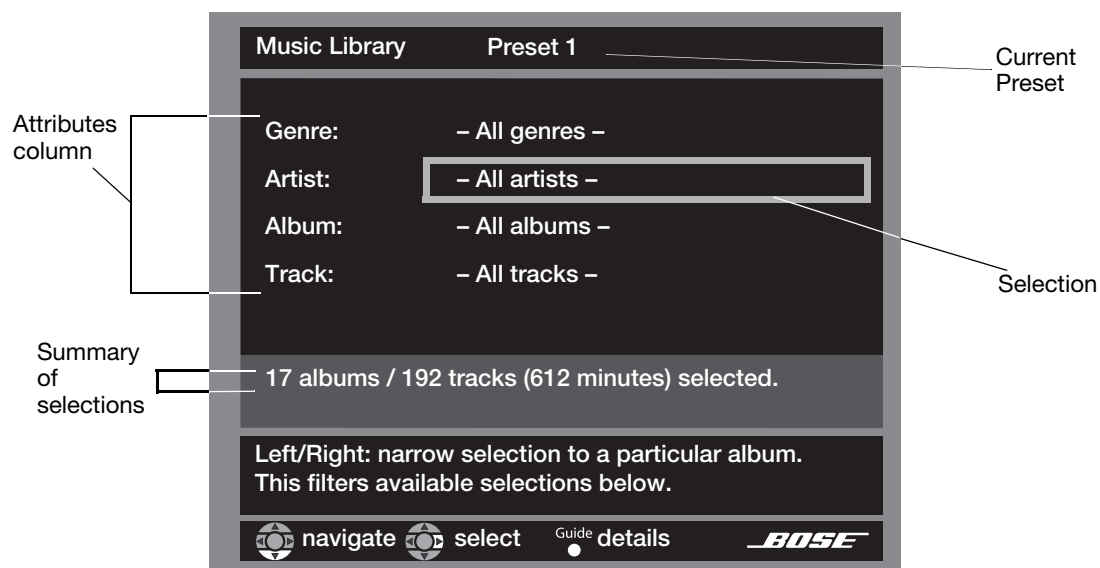 Music Library Preset 1
Current
Preset
Attributes
column
Genre: – All genres –
Artist: – All artists –
Album: – All albums –
Track: – All tracks –
Selection
Summary
of
selections
17 albums / 192 tracks (612 minutes) selected.
Left/Right: narrow selection to a particular album.
This filters available selections below.
navigate select Guide details BOSE